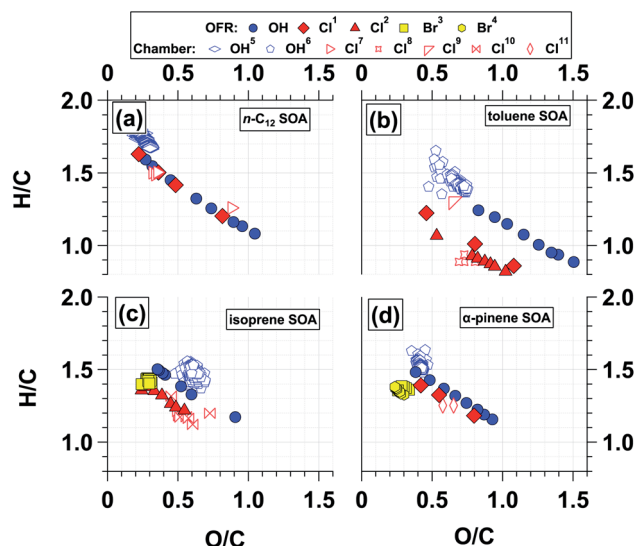 OFR: OH Cl1 Cl2 Br3 Br4
Chamber: OH5 OH6 Cl7 Cl8 Cl9 Cl10 Cl11
0 0.5 1.0 1.5 0 0.5 1.0 1.5
2.0 (a) n-C12 SOA (b) toluene SOA 2.0
H/C 1.5 1.5 H/C
1.0 1.0
2.0 (c) isoprene SOA (d) α-pinene SOA 2.0
H/C 1.5 1.5 H/C
1.0 1.0
0 0.5 1.0 1.5 0 0.5 1.0 1.5
O/C O/C